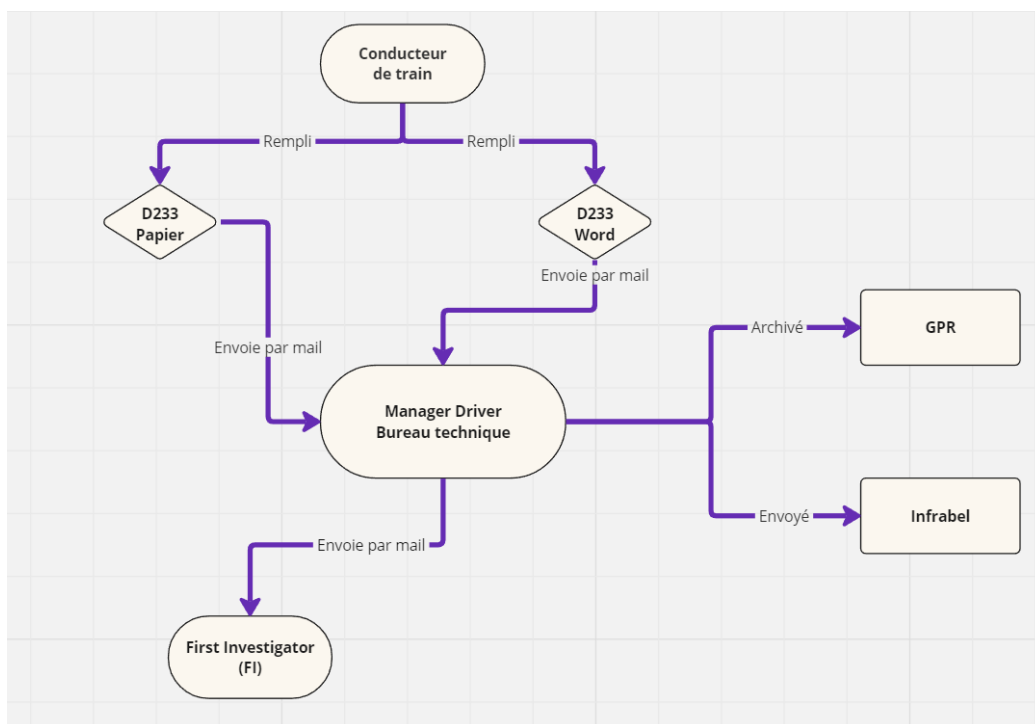 Conducteur
de train
Rempli
Rempli
D233
Papier
D233
Word
Envoie par mail
Envoie par mail
Archivé
GPR
Manager Driver
Bureau technique
Envoyé
Infrabel
Envoie par mail
First Investigator
(FI)